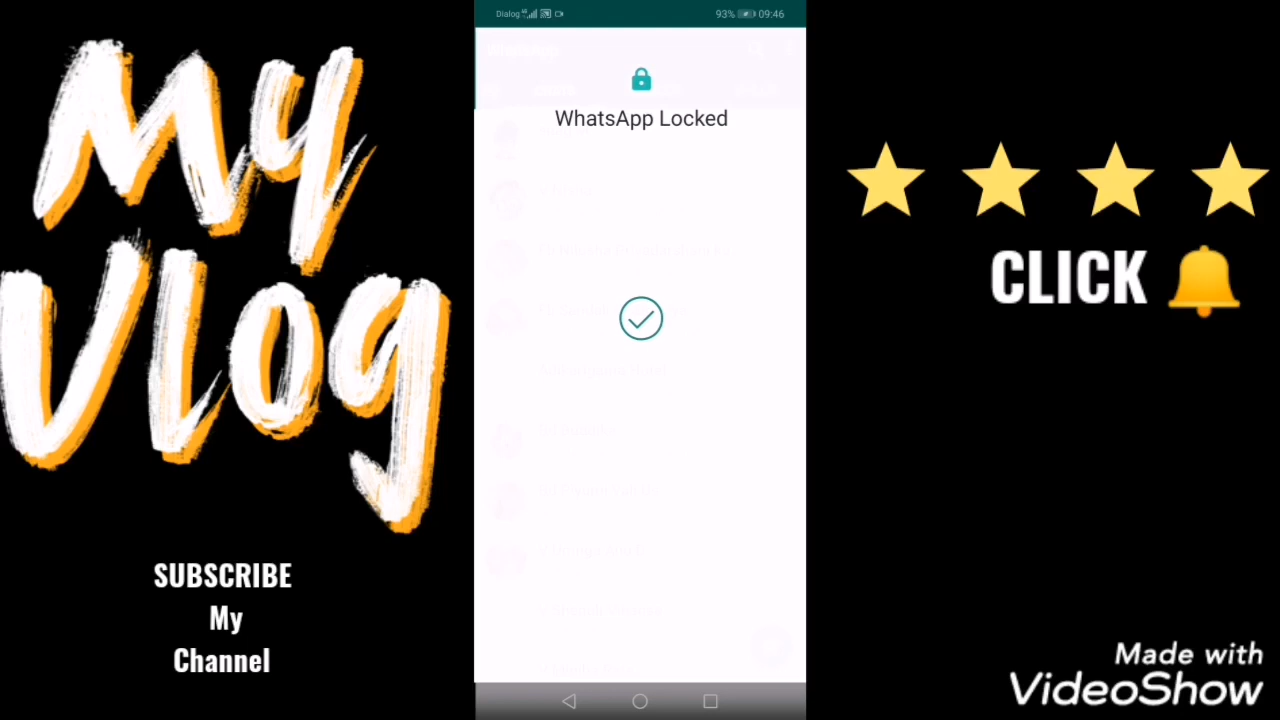 My
Vlog
SUBSCRIBE
My
Channel
Dialog
93%
09:46
WhatsApp Locked
CLICK
Made with
VideoShow